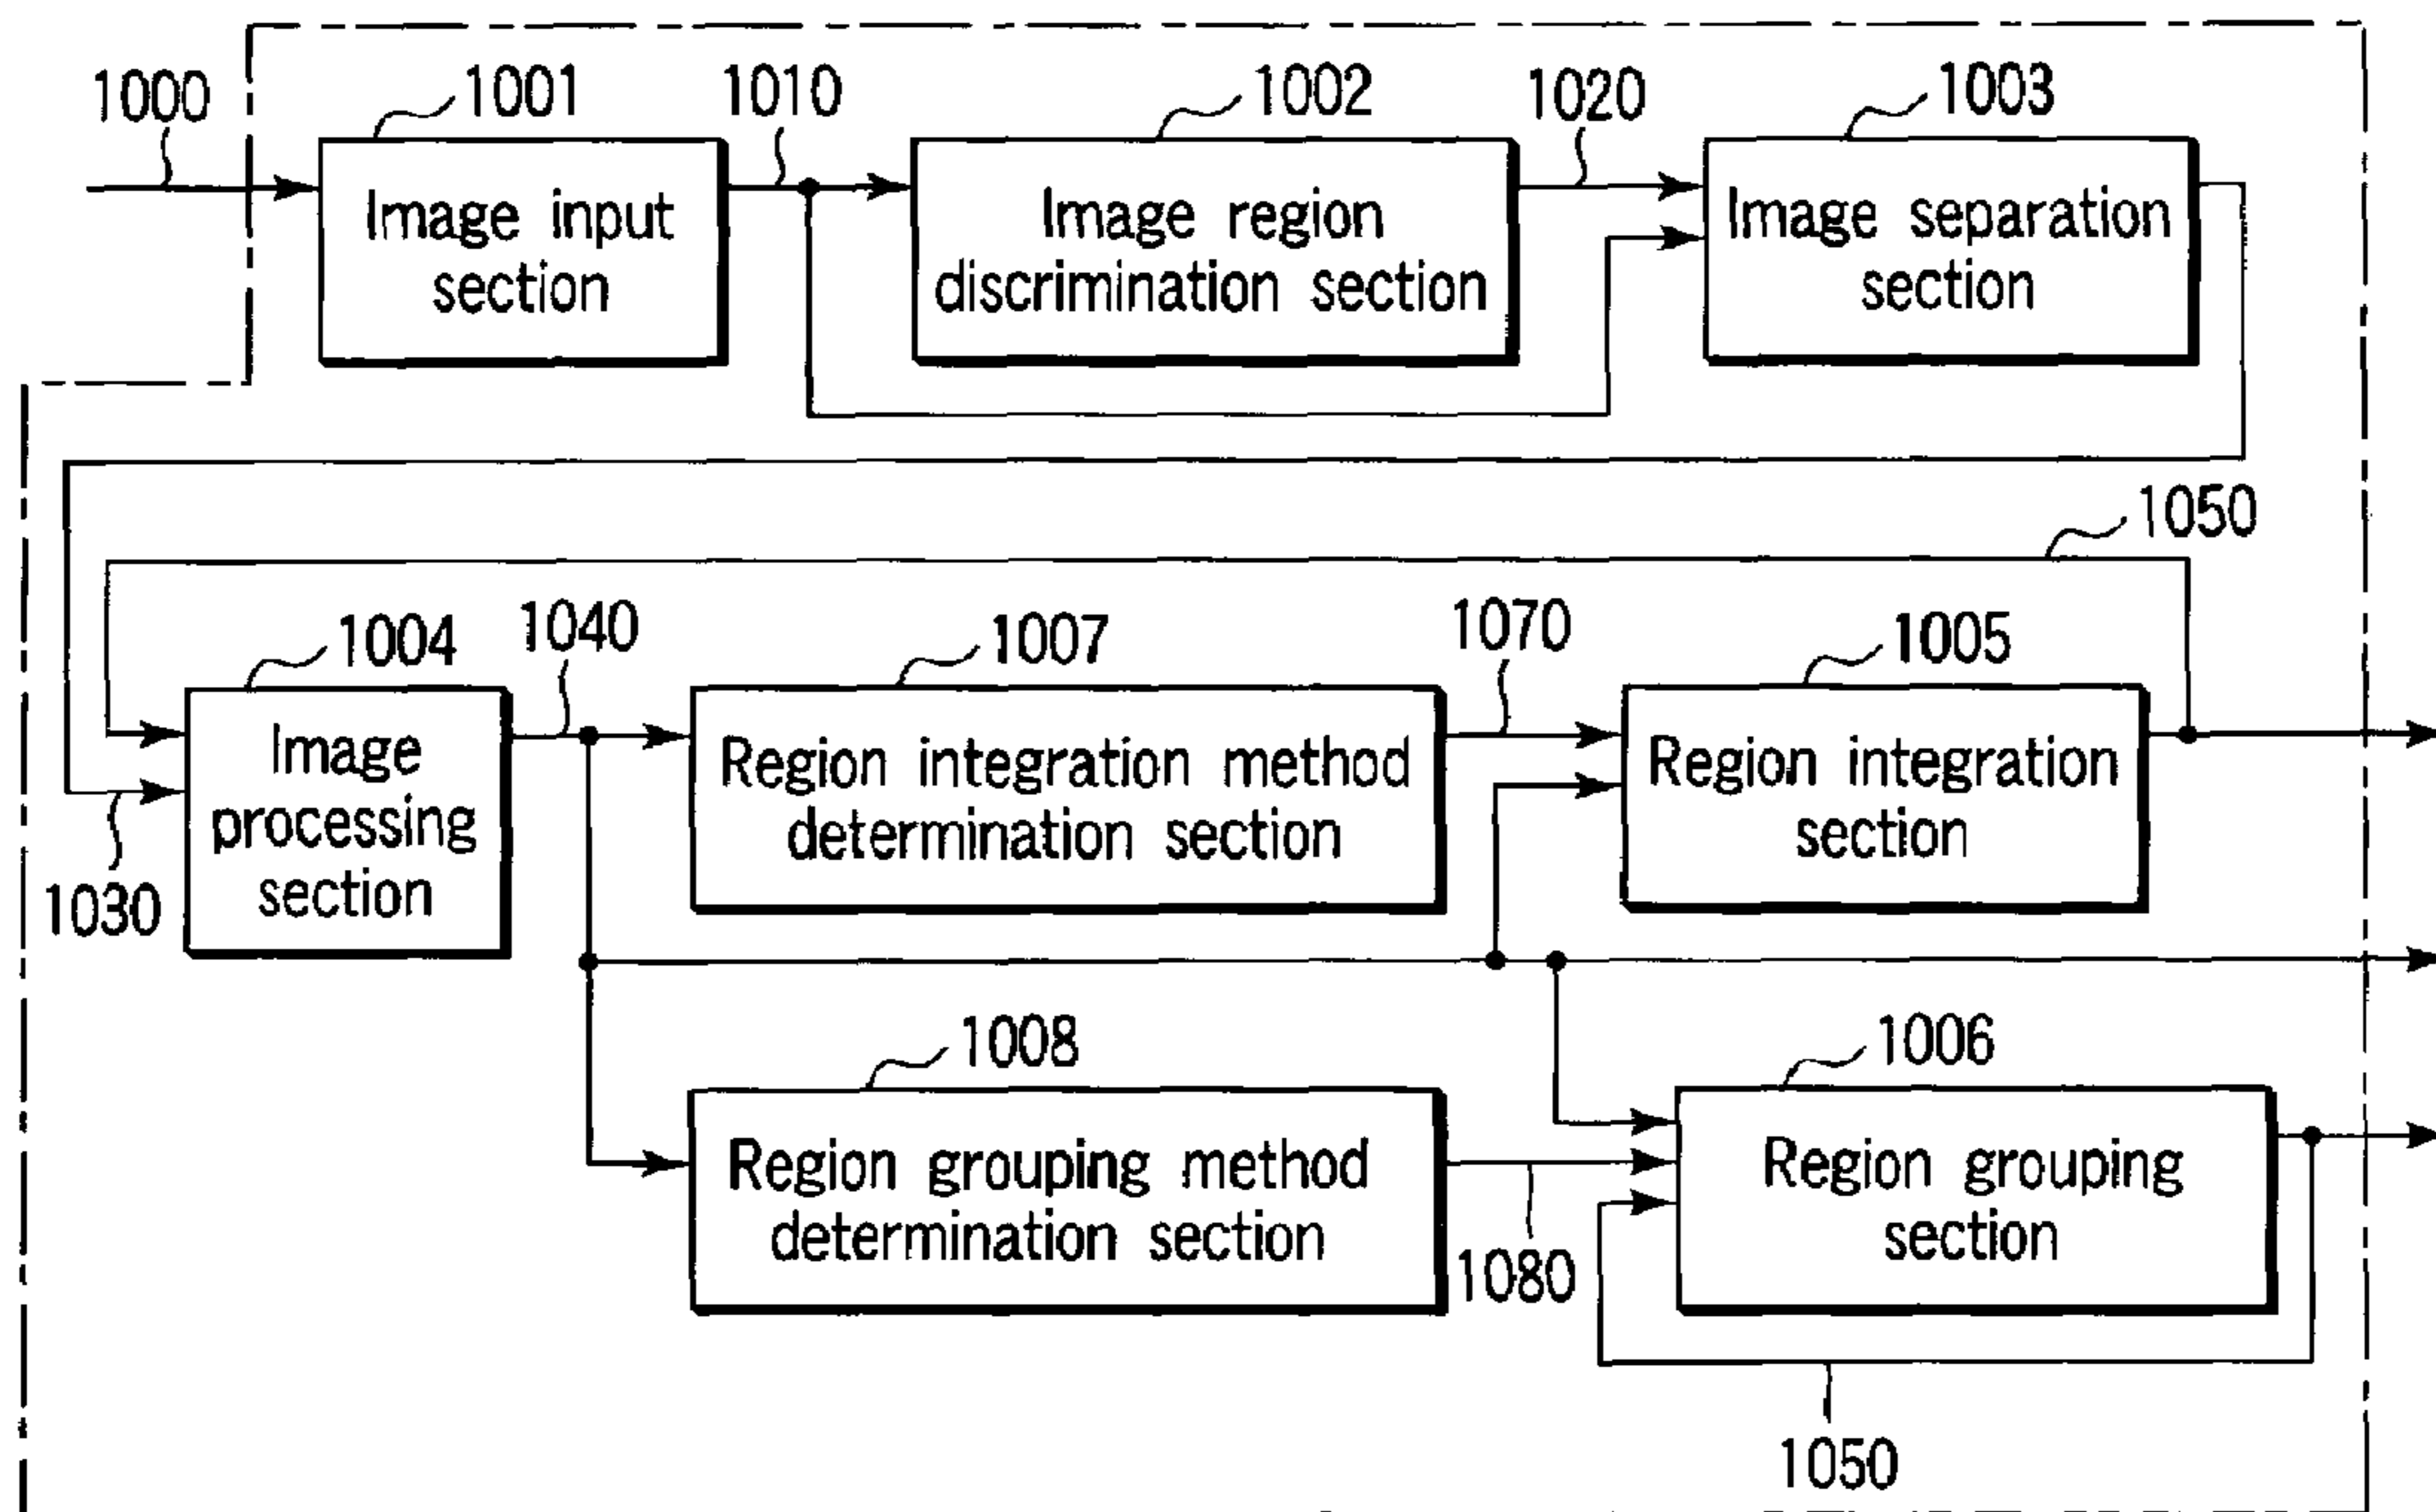 1000
1001
1010
1002
1020
1003
Image input
section
Image region
discrimination section
Image separation
section
1050
1004
1040
1007
1070
1005
Image
processing
section
Region integration method
determination section
Region integration
section
1030
1008
1006
Region grouping method
determination section
Region grouping
section
1080
1050